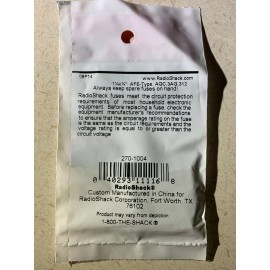 09F14
www.RadioShack.com
1¼x¼" AFE-Type, AGC,3AG,312
Always keep spare fuses on hand!
RadioShack fuses meet the circuit protection
requirements of most household electronic
equipment. Before replacing a fuse, check the
equipment manufacturer's recommendations
to ensure that the amperage rating on the fuse
is the same as the circuit requirements and the
voltage rating is equal to or greater than the
circuit voltage.
270-1004
0 40293 11116 8
RadioShack®
Custom Manufactured in China for
RadioShack Corporation, Fort Worth, TX
76102
Product may vary from depiction.
1-800-THE-SHACK®